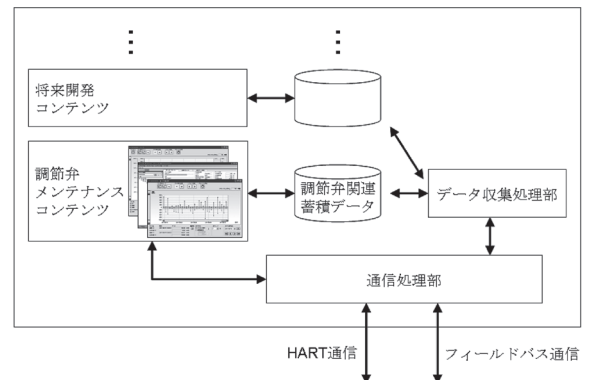 将来開発
コンテンツ
調節弁
メンテナンス
コンテンツ
調節弁関連
蓄積データ
データ収集処理部
通信処理部
HART通信
フィールドバス通信